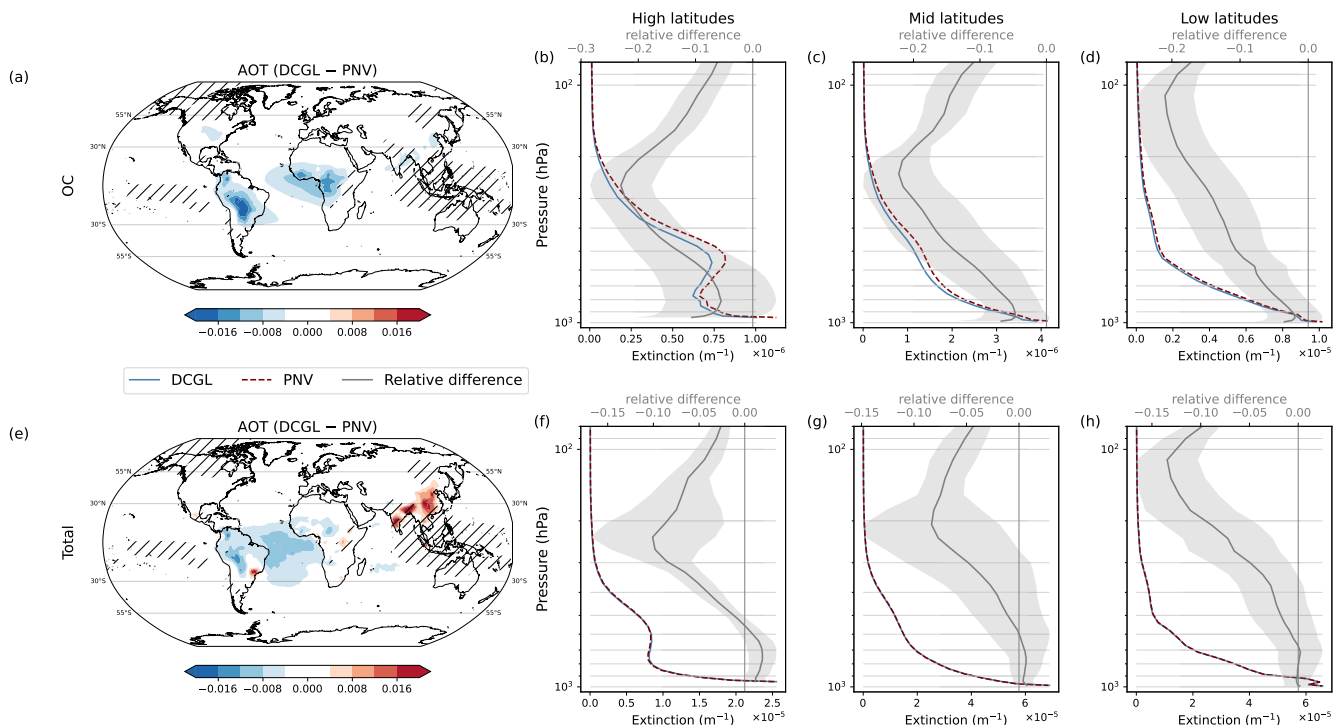 High latitudes
relative difference
−0.3 −0.2 −0.1 0.0
Mid latitudes
relative difference
−0.2 −0.1 0.0
Low latitudes
relative difference
−0.2 −0.1 0.0
(a)
AOT (DCGL − PNV)
OC
55°N
55°N
30°N
30°N
30°S
30°S
55°S
55°S
−0.016 −0.008 0.000 0.008 0.016
(b)
Pressure (hPa)
10²
10³
0.00 0.25 0.50 0.75 1.00
Extinction (m⁻¹) ×10⁻⁶
(c)
10²
10³
0 1 2 3 4
Extinction (m⁻¹) ×10⁻⁶
(d)
10²
10³
0.0 0.2 0.4 0.6 0.8 1.0
Extinction (m⁻¹) ×10⁻⁵
DCGL PNV Relative difference
(e)
AOT (DCGL − PNV)
Total
55°N
55°N
30°N
30°N
30°S
30°S
55°S
55°S
−0.016 −0.008 0.000 0.008 0.016
relative difference
−0.15 −0.10 −0.05 0.00
(f)
Pressure (hPa)
10²
10³
0.0 0.5 1.0 1.5 2.0 2.5
Extinction (m⁻¹) ×10⁻⁵
relative difference
−0.15 −0.10 −0.05 0.00
(g)
10²
10³
0 2 4 6
Extinction (m⁻¹) ×10⁻⁵
relative difference
−0.15 −0.10 −0.05 0.00
(h)
10²
10³
0 2 4 6
Extinction (m⁻¹) ×10⁻⁵